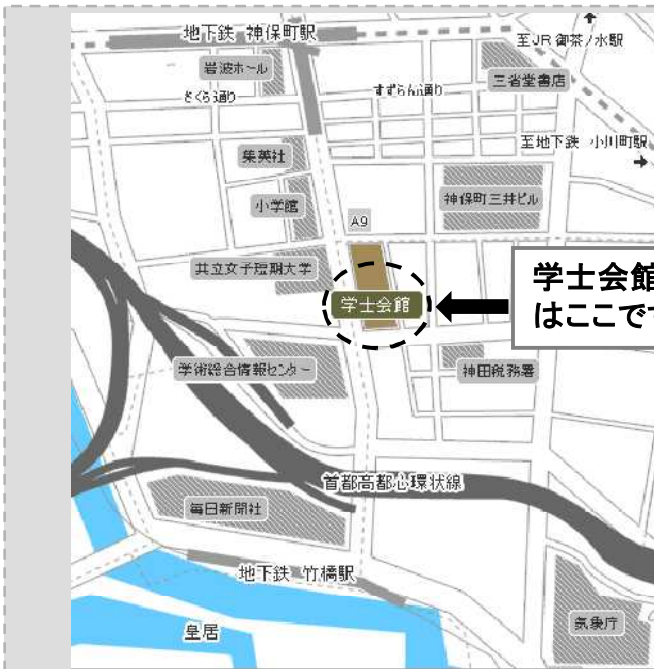 地下鉄 神保町駅
至JR 御茶ノ水駅
岩波ホール
三省堂書店
さくら通り
すずらん通り
至地下鉄 小川町駅
集英社
小学館
神保町三井ビル
A9
共立女子短期大学
学士会館
はここです
学士会館
学術総合情報センター
神田税務署
首都高都心環状線
毎日新聞社
地下鉄 竹橋駅
気象庁
皇居